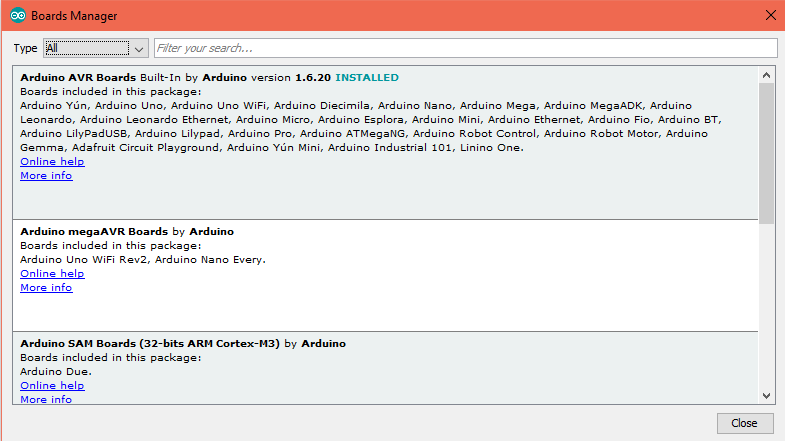 Boards Manager
Type All Filter your search...
Arduino AVR Boards Built-In by Arduino version 1.6.20 INSTALLED
Boards included in this package:
Arduino Yún, Arduino Uno, Arduino Uno WiFi, Arduino Diecimila, Arduino Nano, Arduino Mega, Arduino MegaADK, Arduino
Leonardo, Arduino Leonardo Ethernet, Arduino Micro, Arduino Esplora, Arduino Mini, Arduino Ethernet, Arduino Fio, Arduino BT,
Arduino LilyPadUSB, Arduino Lilypad, Arduino Pro, Arduino ATMegaNG, Arduino Robot Control, Arduino Robot Motor, Arduino
Gemma, Adafruit Circuit Playground, Arduino Yún Mini, Arduino Industrial 101, Linino One.
Online help
More info
Arduino megaAVR Boards by Arduino
Boards included in this package:
Arduino Uno WiFi Rev2, Arduino Nano Every.
Online help
More info
Arduino SAM Boards (32-bits ARM Cortex-M3) by Arduino
Boards included in this package:
Arduino Due.
Online help
More info
Close